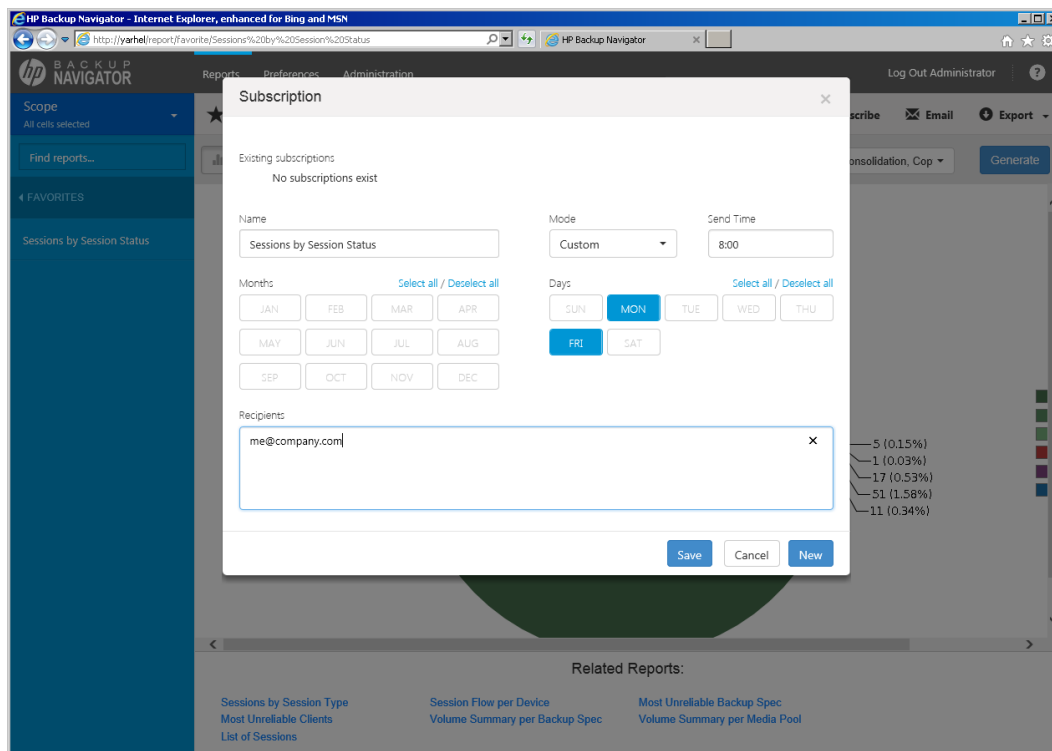 HP Backup Navigator - Internet Explorer, enhanced for Bing and MSN
http://yarhel/report/favorite/Sessions%20by%20Session%20Status
HP Backup Navigator
hp BACKUP NAVIGATOR
Reports Preferences Administration
Log Out Administrator ?
Scope
All cells selected
scribe Email Export
Find reports...
onsolidation, Cop
Generate
FAVORITES
Sessions by Session Status
Subscription
Existing subscriptions
No subscriptions exist
Name Mode Send Time
Sessions by Session Status Custom 8:00
Months Select all / Deselect all Days Select all / Deselect all
JAN FEB MAR APR SUN MON TUE WED THU
MAY JUN JUL AUG FRI SAT
SEP OCT NOV DEC
Recipients
me@company.com
Save Cancel New
5 (0.15%)
1 (0.03%)
17 (0.53%)
51 (1.58%)
11 (0.34%)
Related Reports:
Sessions by Session Type Session Flow per Device Most Unreliable Backup Spec
Most Unreliable Clients Volume Summary per Backup Spec Volume Summary per Media Pool
List of Sessions